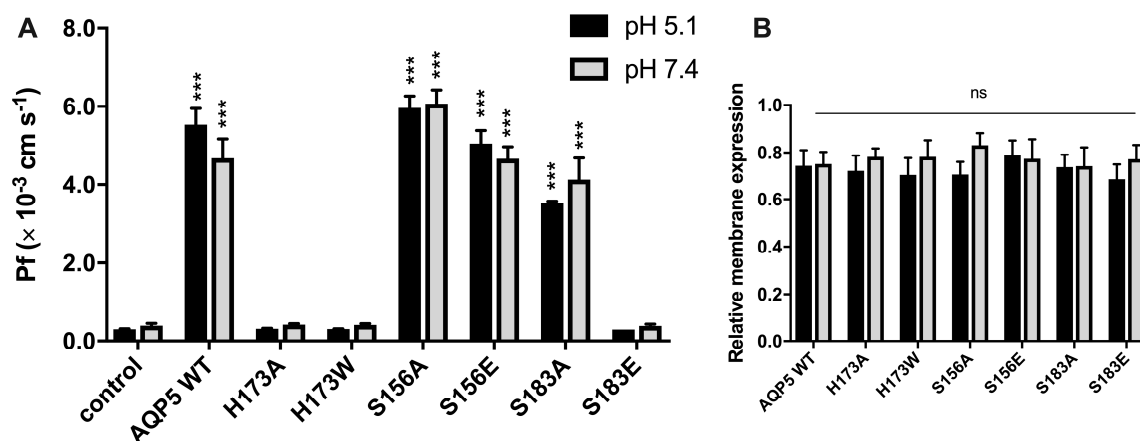 A
Pf (× 10⁻³ cm s⁻¹)
8.0
6.0
4.0
2.0
0.0
pH 5.1
pH 7.4
***
***
***
***
***
***
***
***
control
AQP5 WT
H173A
H173W
S156A
S156E
S183A
S183E
B
Relative membrane expression
1.0
0.8
0.6
0.4
0.2
0.0
ns
AQP5 WT
H173A
H173W
S156A
S156E
S183A
S183E